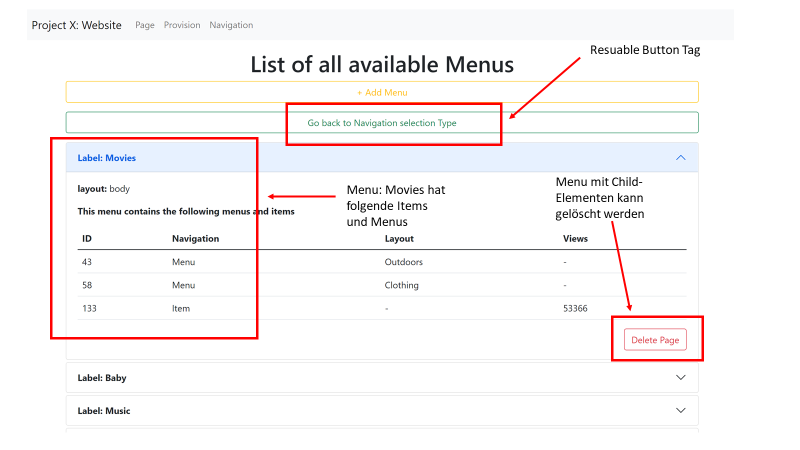 Project X: Website Page Provision Navigation
Resuable Button Tag
List of all available Menus
+ Add Menu
Go back to Navigation selection Type
Label: Movies
layout: body
This menu contains the following menus and items
Menu: Movies hat
folgende Items
und Menus
Menu mit Child-
Elementen kann
gelöscht werden
ID Navigation Layout Views
43 Menu Outdoors -
58 Menu Clothing -
133 Item - 53366
Delete Page
Label: Baby
Label: Music